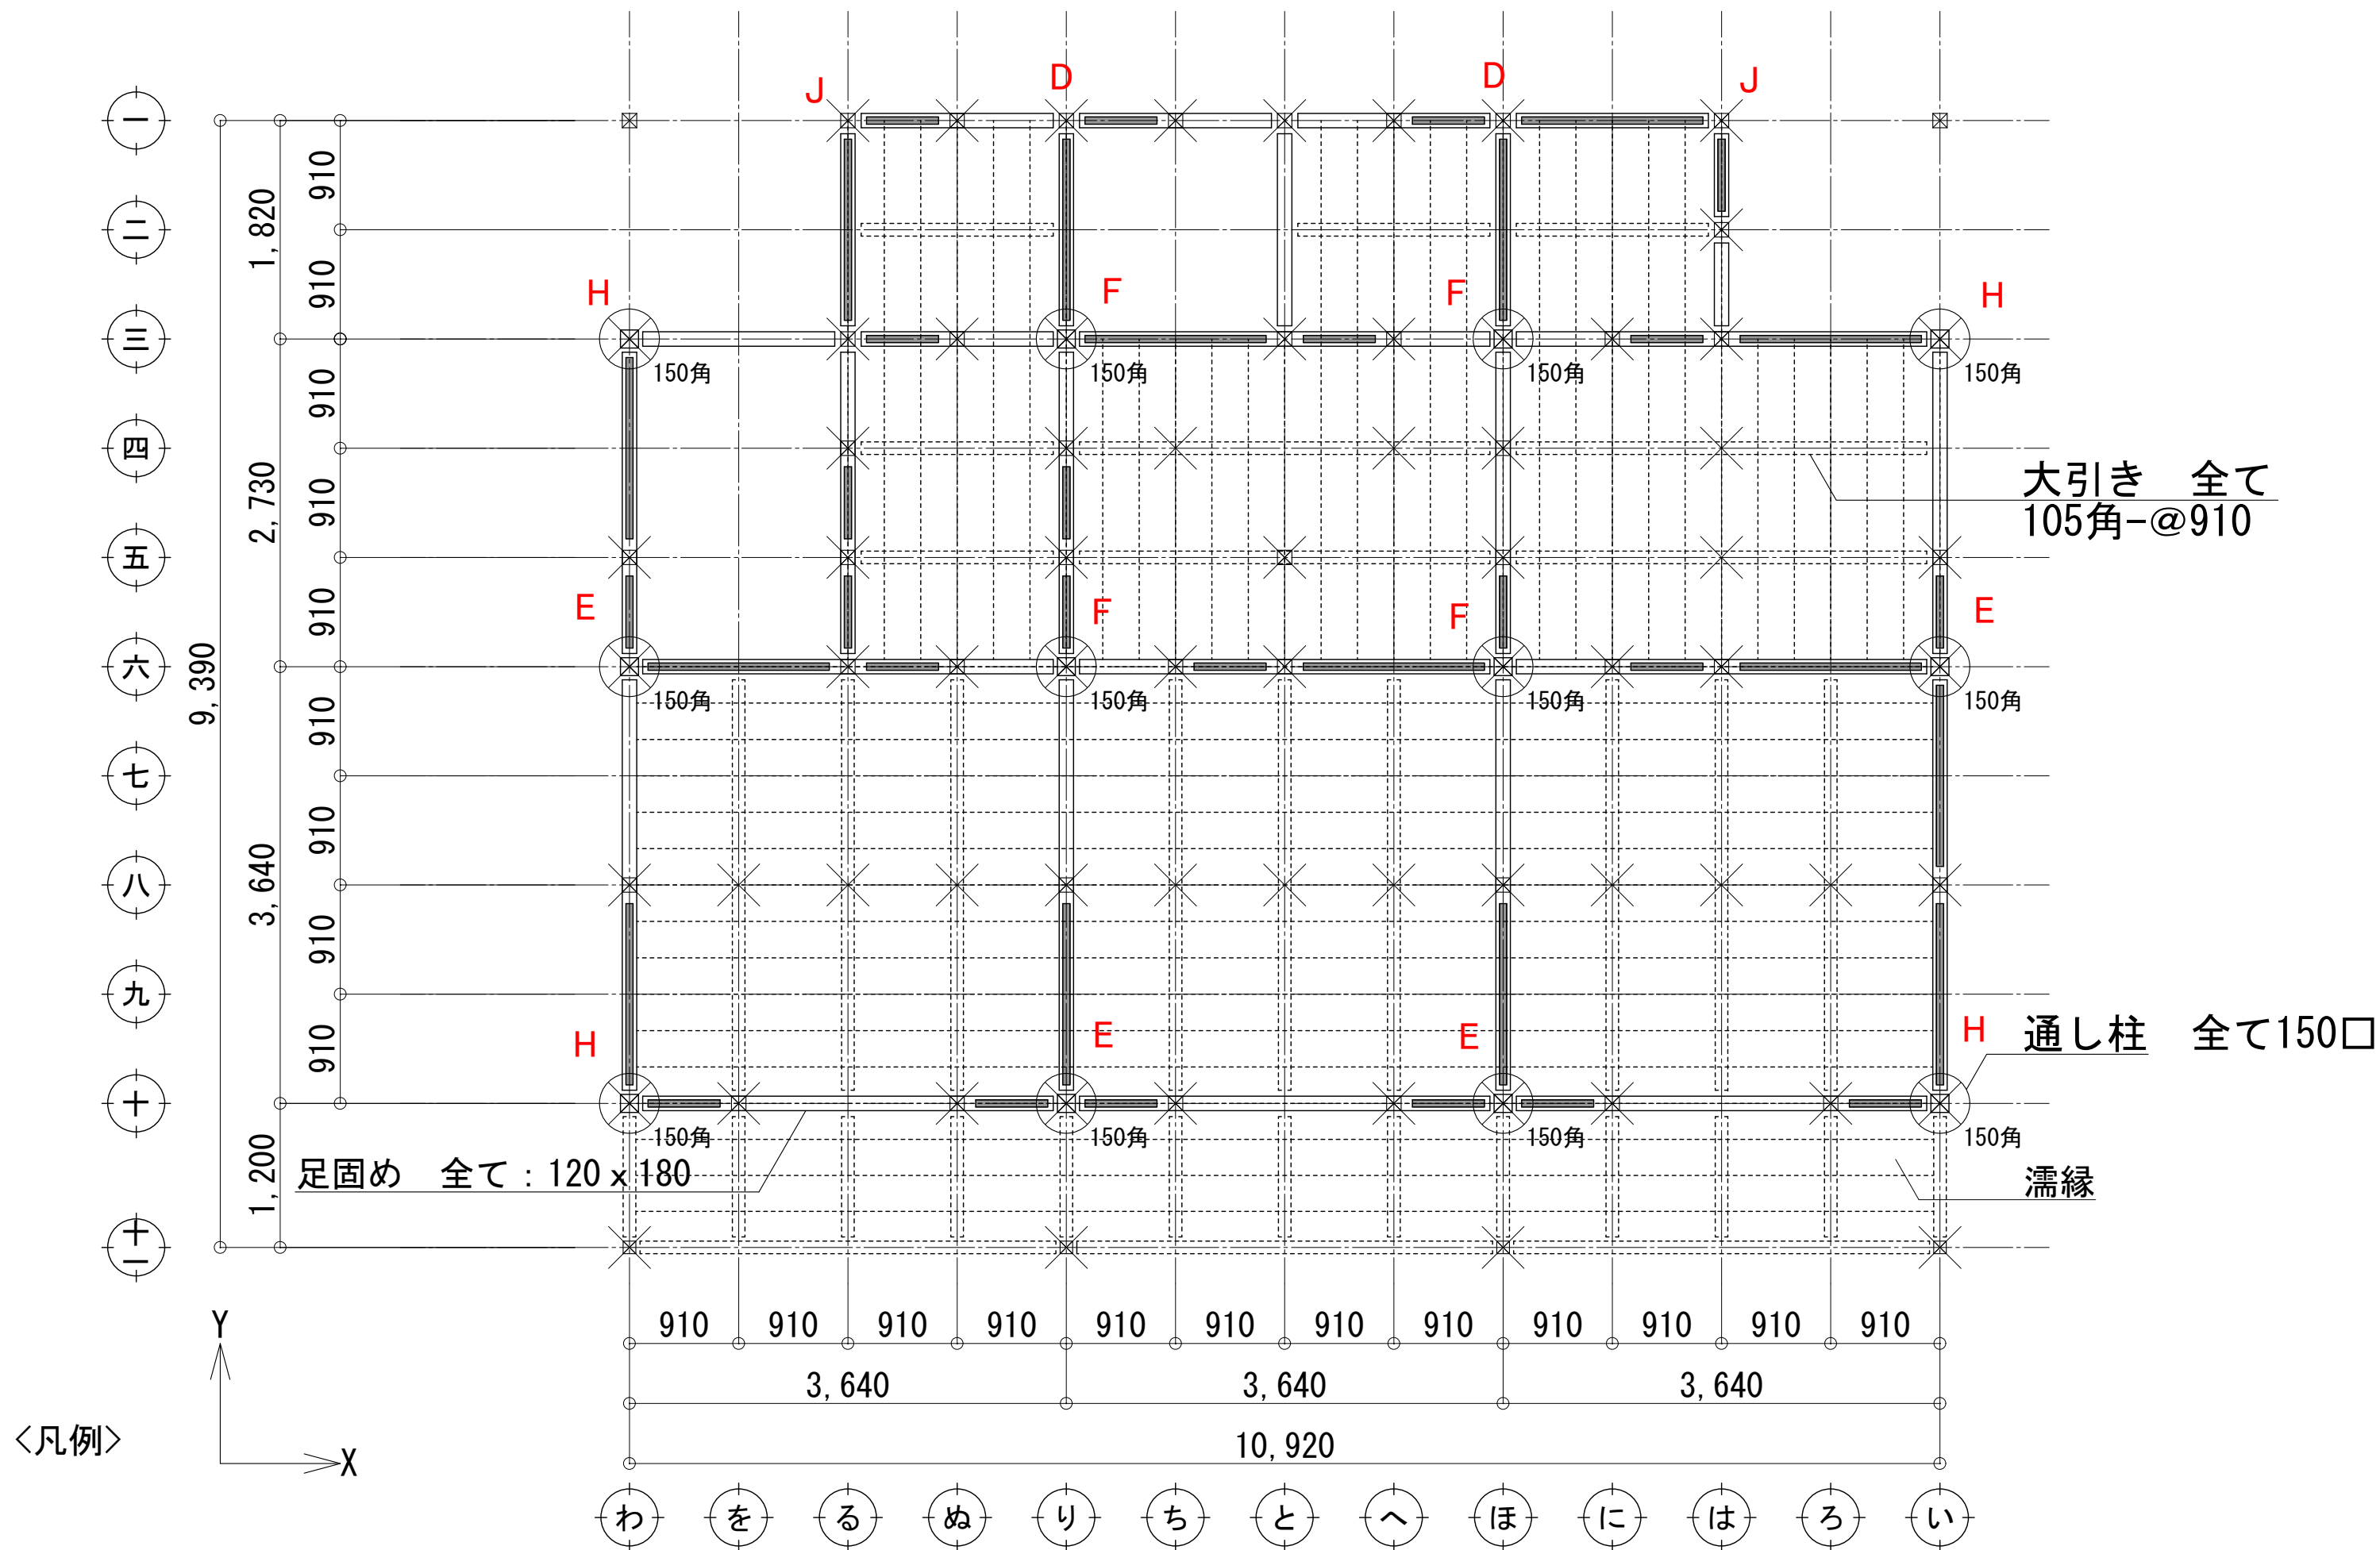 J
D
D
J
一
910
1,820
二
910
H
F
F
H
三
150角
150角
150角
150角
910
四
大引き　全て
105角-@910
2,730
910
五
E
F
F
E
910
9,390
六
150角
150角
150角
150角
910
七
910
3,640
八
910
九
H
E
E
H
通し柱　全て150口
910
十
150角
150角
150角
150角
足固め　全て：120ｘ180
1,200
濡縁
十一
Y
910 910 910 910 910 910 910 910 910 910 910 910
3,640 3,640 3,640
<凡例>
10,920
X
わ を る ぬ り ち と へ ほ に は ろ い